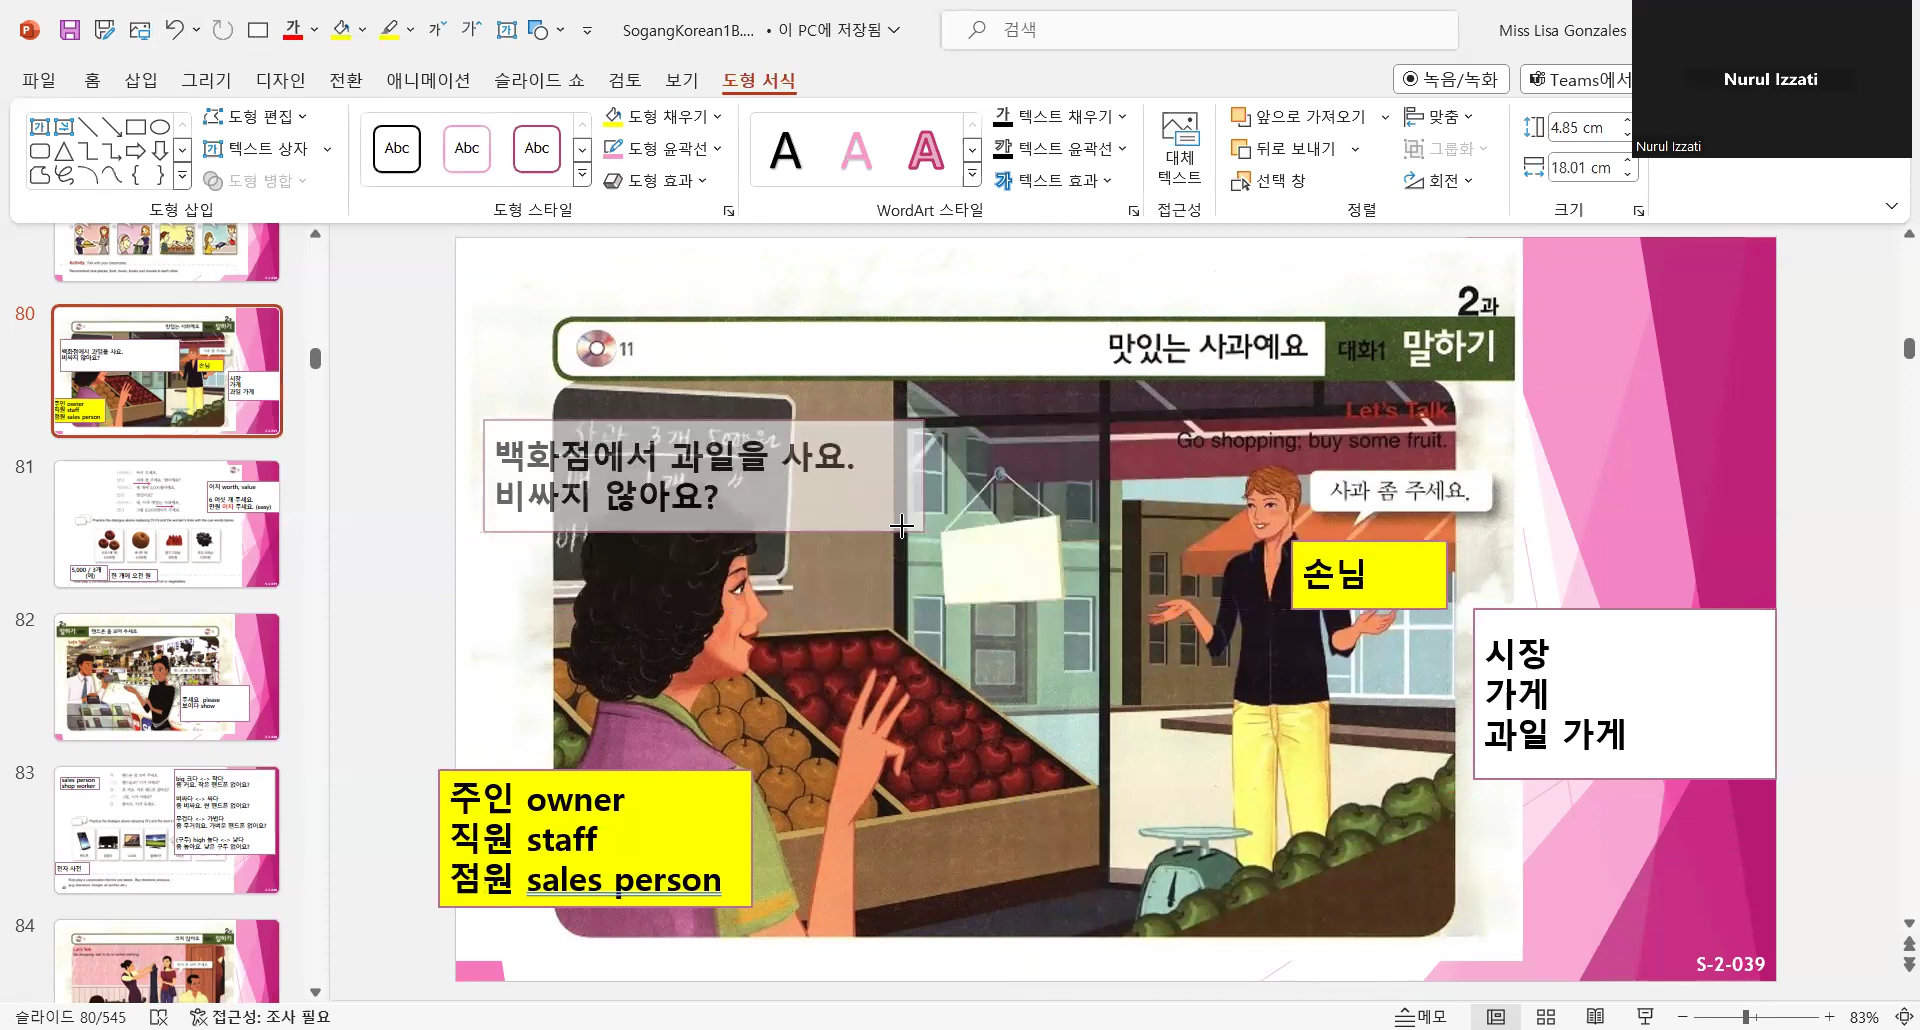 SogangKorean1B.... • 이 PC에 저장됨
검색
Miss Lisa Gonzales
파일 홈 삽입 그리기 디자인 전환 애니메이션 슬라이드 쇼 검토 보기 도형 서식
녹음/녹화
Teams에서
Nurul Izzati
Nurul Izzati
도형 편집
텍스트 상자
도형 병합
도형 삽입
Abc Abc Abc
도형 채우기
도형 윤곽선
도형 효과
도형 스타일
A A A
텍스트 채우기
텍스트 윤곽선
텍스트 효과
WordArt 스타일
대체
텍스트
접근성
앞으로 가져오기
뒤로 보내기
선택 창
맞춤
그룹화
회전
정렬
4.85 cm
18.01 cm
크기
80
81
82
83
84
2과
11
맛있는 사과예요
대화1 말하기
Let's Talk
Go shopping; buy some fruit.
사과 3개
백화점에서 과일을 사요.
비싸지 않아요?
사과 좀 주세요.
손님
시장
가게
과일 가게
주인 owner
직원 staff
점원 sales person
S-2-039
슬라이드 80/545
접근성: 조사 필요
메모
83%